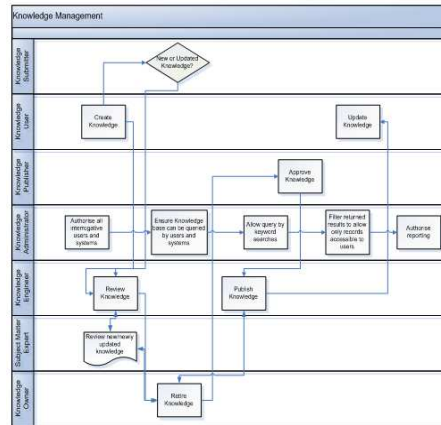 Knowledge Management
Knowledge
Submitter
New or Updated
Knowledge?
Knowledge
User
Create
Knowledge
Update
Knowledge
Knowledge
Publisher
Approve
Knowledge
Knowledge
Administrator
Authorise all
interrogative
users and
systems
Ensure Knowledge
base can be queried
by users and
systems
Allow query by
keyword
searches
Filter returned
results to allow
only records
accessible to
users
Authorise
reporting
Knowledge
Engineer
Review
Knowledge
Publish
Knowledge
Subject Matter
Expert
Review new/newly
updated
knowledge
Knowledge
Owner
Retire
Knowledge